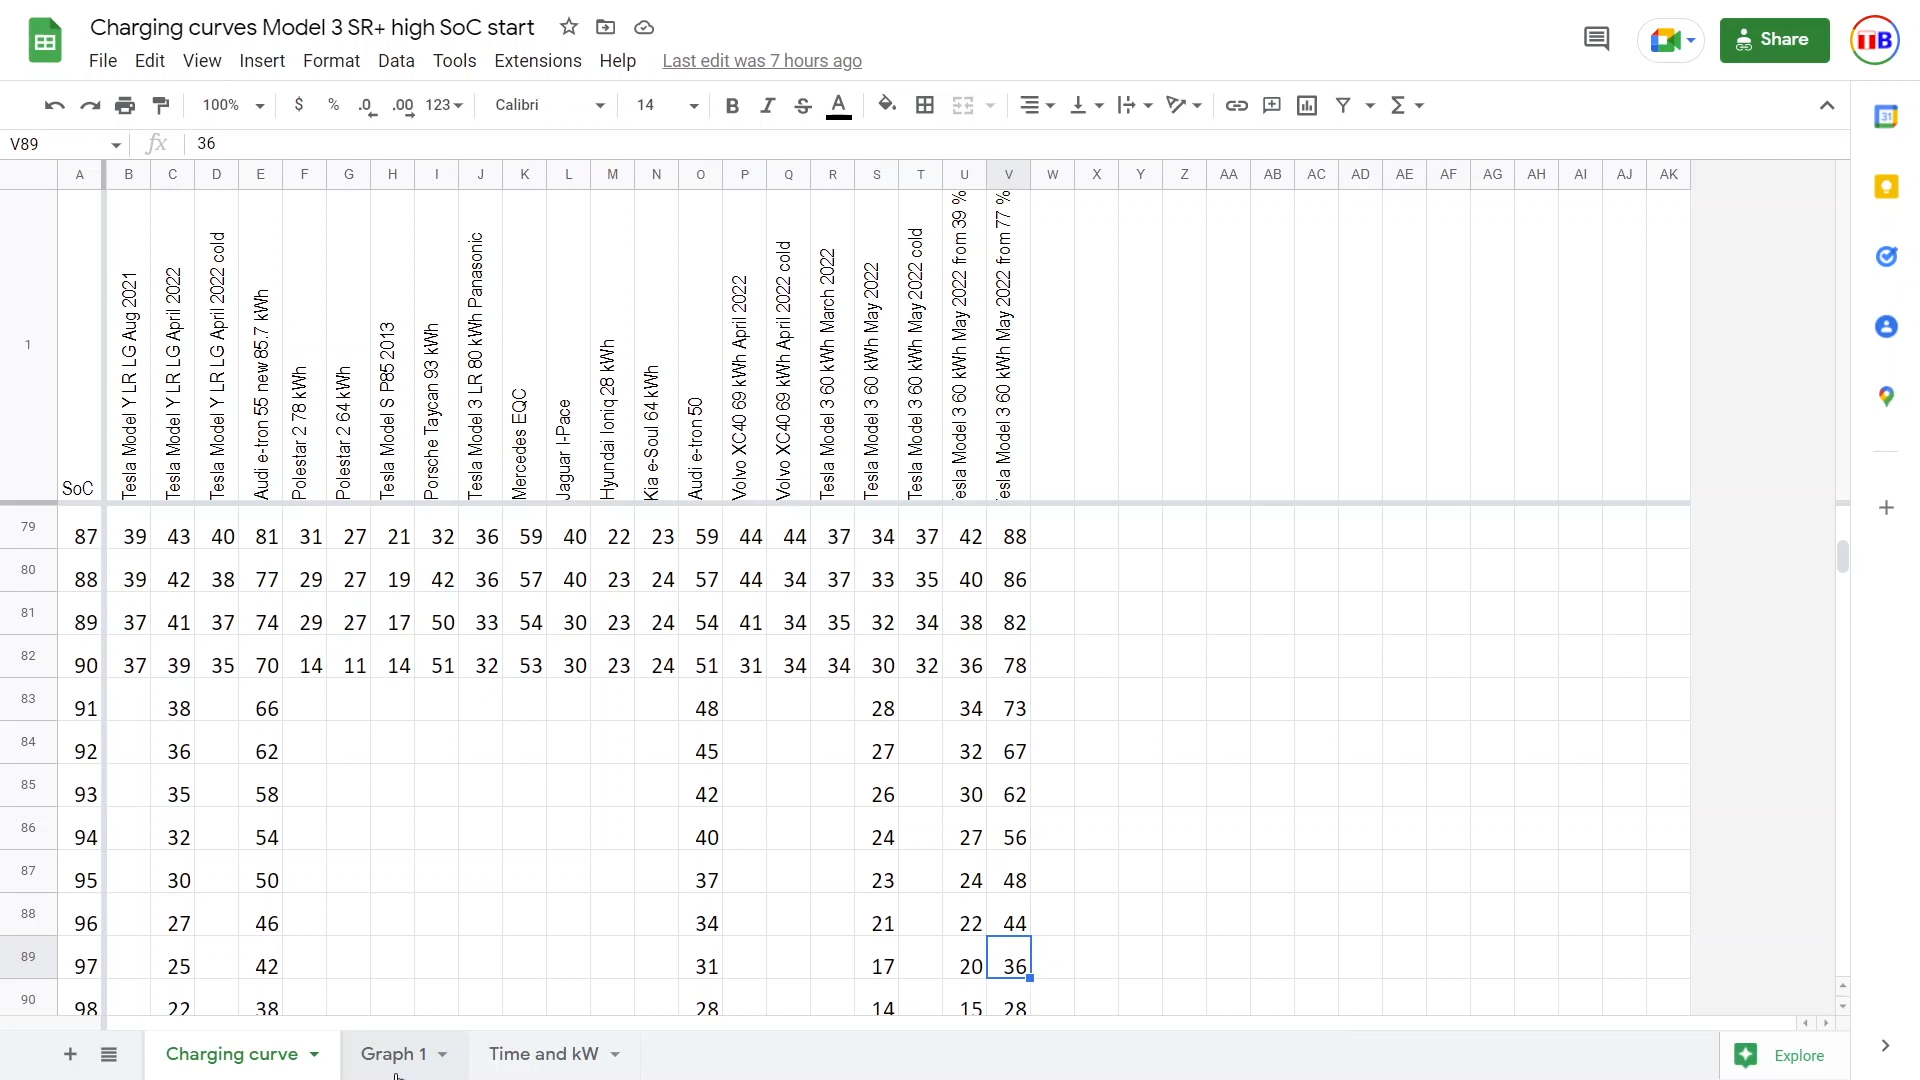 Charging curves Model 3 SR+ high SoC start
Share
ITB
File Edit View Insert Format Data Tools Extensions Help Last edit was 7 hours ago
100% $ % .0 .00 123 Calibri 14 B I S A Σ
31
V89 fx 36
A B C D E F G H I J K L M N O P Q R S T U V W X Y Z AA AB AC AD AE AF AG AH AI AJ AK
1
SoC
Tesla Model Y LR LG Aug 2021
Tesla Model Y LR LG April 2022
Tesla Model Y LR LG April 2022 cold
Audi e-tron 55 new 85.7 kWh
Polestar 2 78 kWh
Polestar 2 64 kWh
Tesla Model S P85 2013
Porsche Taycan 93 kWh
Tesla Model 3 LR 80 kWh Panasonic
Mercedes EQC
Jaguar I-Pace
Hyundai Ioniq 28 kWh
Kia e-Soul 64 kWh
Audi e-tron 50
Volvo XC40 69 kWh April 2022
Volvo XC40 69 kWh April 2022 cold
Tesla Model 3 60 kWh March 2022
Tesla Model 3 60 kWh May 2022
Tesla Model 3 60 kWh May 2022 cold
esla Model 3 60 kWh May 2022 from 39 %
esla Model 3 60 kWh May 2022 from 77 %
79 87 39 43 40 81 31 27 21 32 36 59 40 22 23 59 44 44 37 34 37 42 88
80 88 39 42 38 77 29 27 19 42 36 57 40 23 24 57 44 34 37 33 35 40 86
81 89 37 41 37 74 29 27 17 50 33 54 30 23 24 54 41 34 35 32 34 38 82
82 90 37 39 35 70 14 11 14 51 32 53 30 23 24 51 31 34 34 30 32 36 78
83 91 38 66 48 28 34 73
84 92 36 62 45 27 32 67
85 93 35 58 42 26 30 62
86 94 32 54 40 24 27 56
87 95 30 50 37 23 24 48
88 96 27 46 34 21 22 44
89 97 25 42 31 17 20 36
90 98 22 38 28 14 15 28
+ Charging curve Graph 1 Time and kW Explore